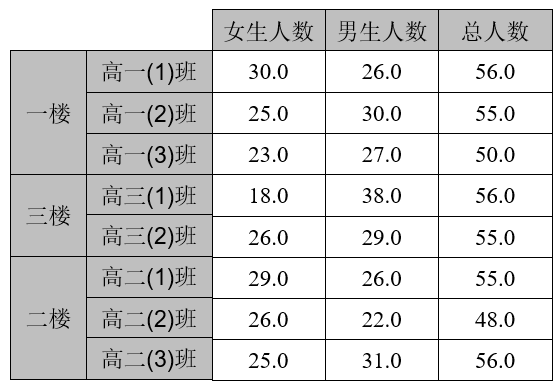 女生人数 男生人数 总人数
一楼 高一(1)班 30.0 26.0 56.0
高一(2)班 25.0 30.0 55.0
高一(3)班 23.0 27.0 50.0
三楼 高三(1)班 18.0 38.0 56.0
高三(2)班 26.0 29.0 55.0
二楼 高二(1)班 29.0 26.0 55.0
高二(2)班 26.0 22.0 48.0
高二(3)班 25.0 31.0 56.0